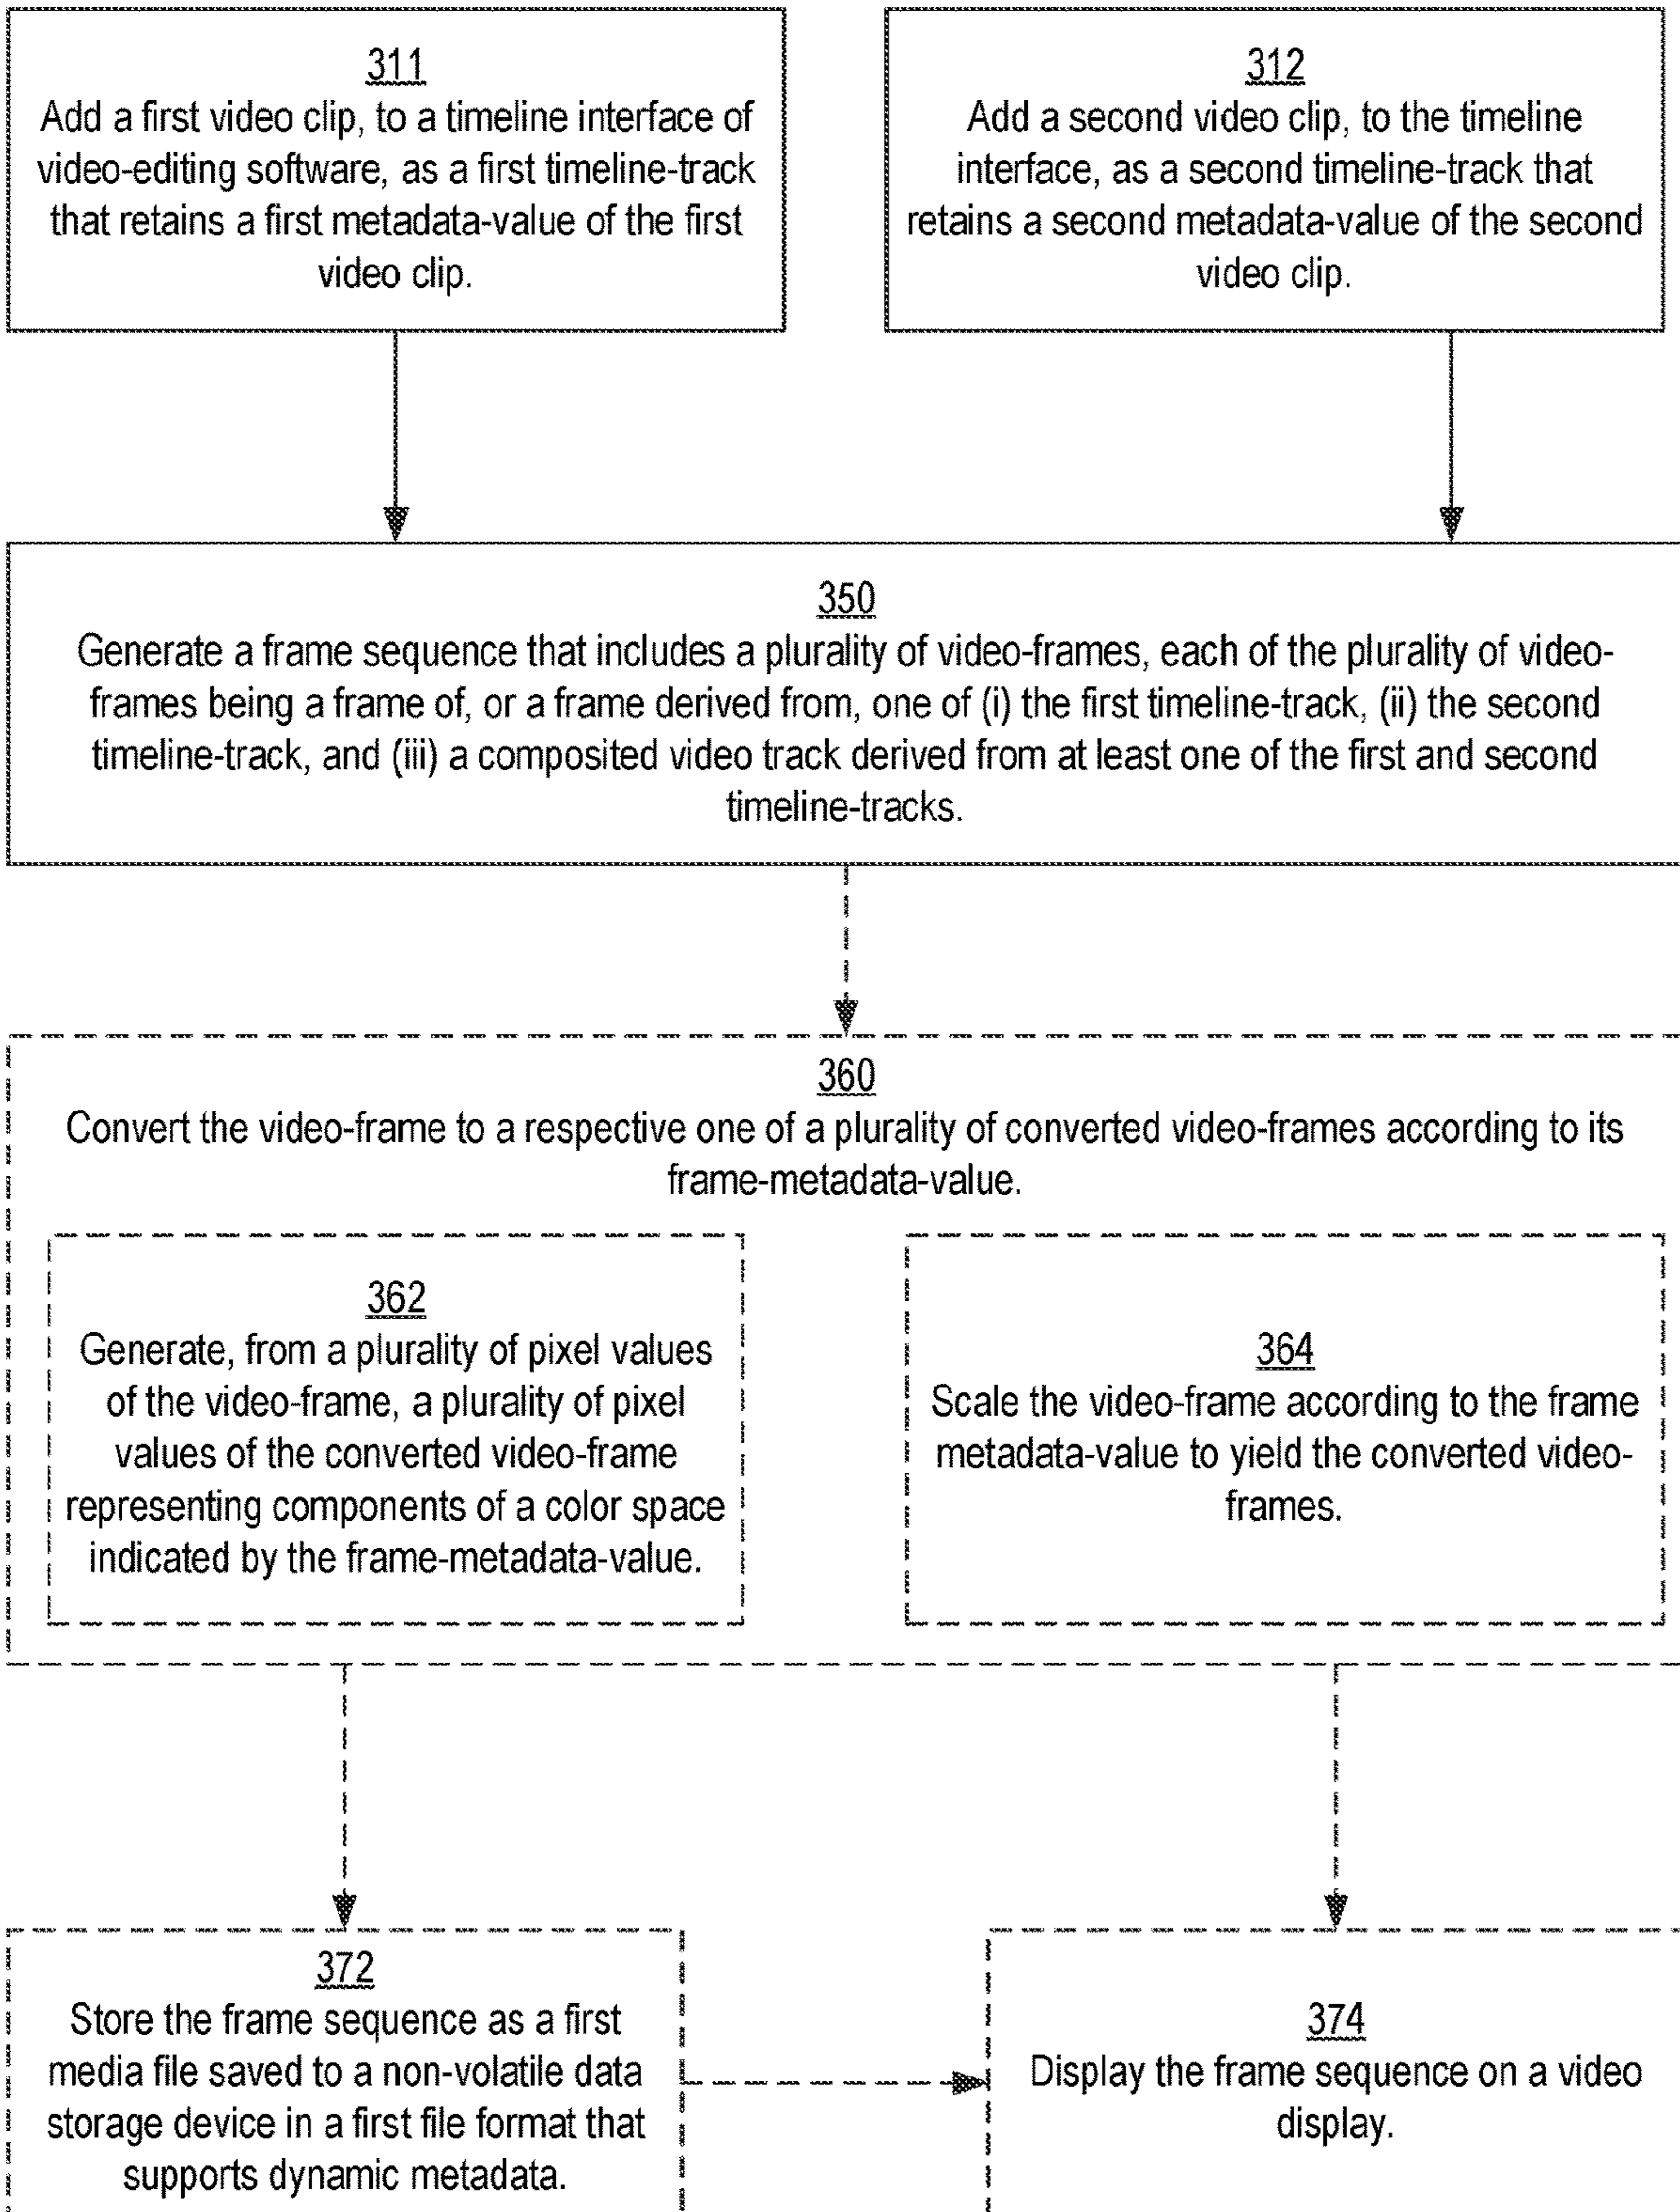 311
Add a first video clip, to a timeline interface of
video-editing software, as a first timeline-track
that retains a first metadata-value of the first
video clip.
312
Add a second video clip, to the timeline
interface, as a second timeline-track that
retains a second metadata-value of the second
video clip.
350
Generate a frame sequence that includes a plurality of video-frames, each of the plurality of video-
frames being a frame of, or a frame derived from, one of (i) the first timeline-track, (ii) the second
timeline-track, and (iii) a composited video track derived from at least one of the first and second
timeline-tracks.
360
Convert the video-frame to a respective one of a plurality of converted video-frames according to its
frame-metadata-value.
362
Generate, from a plurality of pixel values
of the video-frame, a plurality of pixel
values of the converted video-frame
representing components of a color space
indicated by the frame-metadata-value.
364
Scale the video-frame according to the frame
metadata-value to yield the converted video-
frames.
372
Store the frame sequence as a first
media file saved to a non-volatile data
storage device in a first file format that
supports dynamic metadata.
374
Display the frame sequence on a video
display.